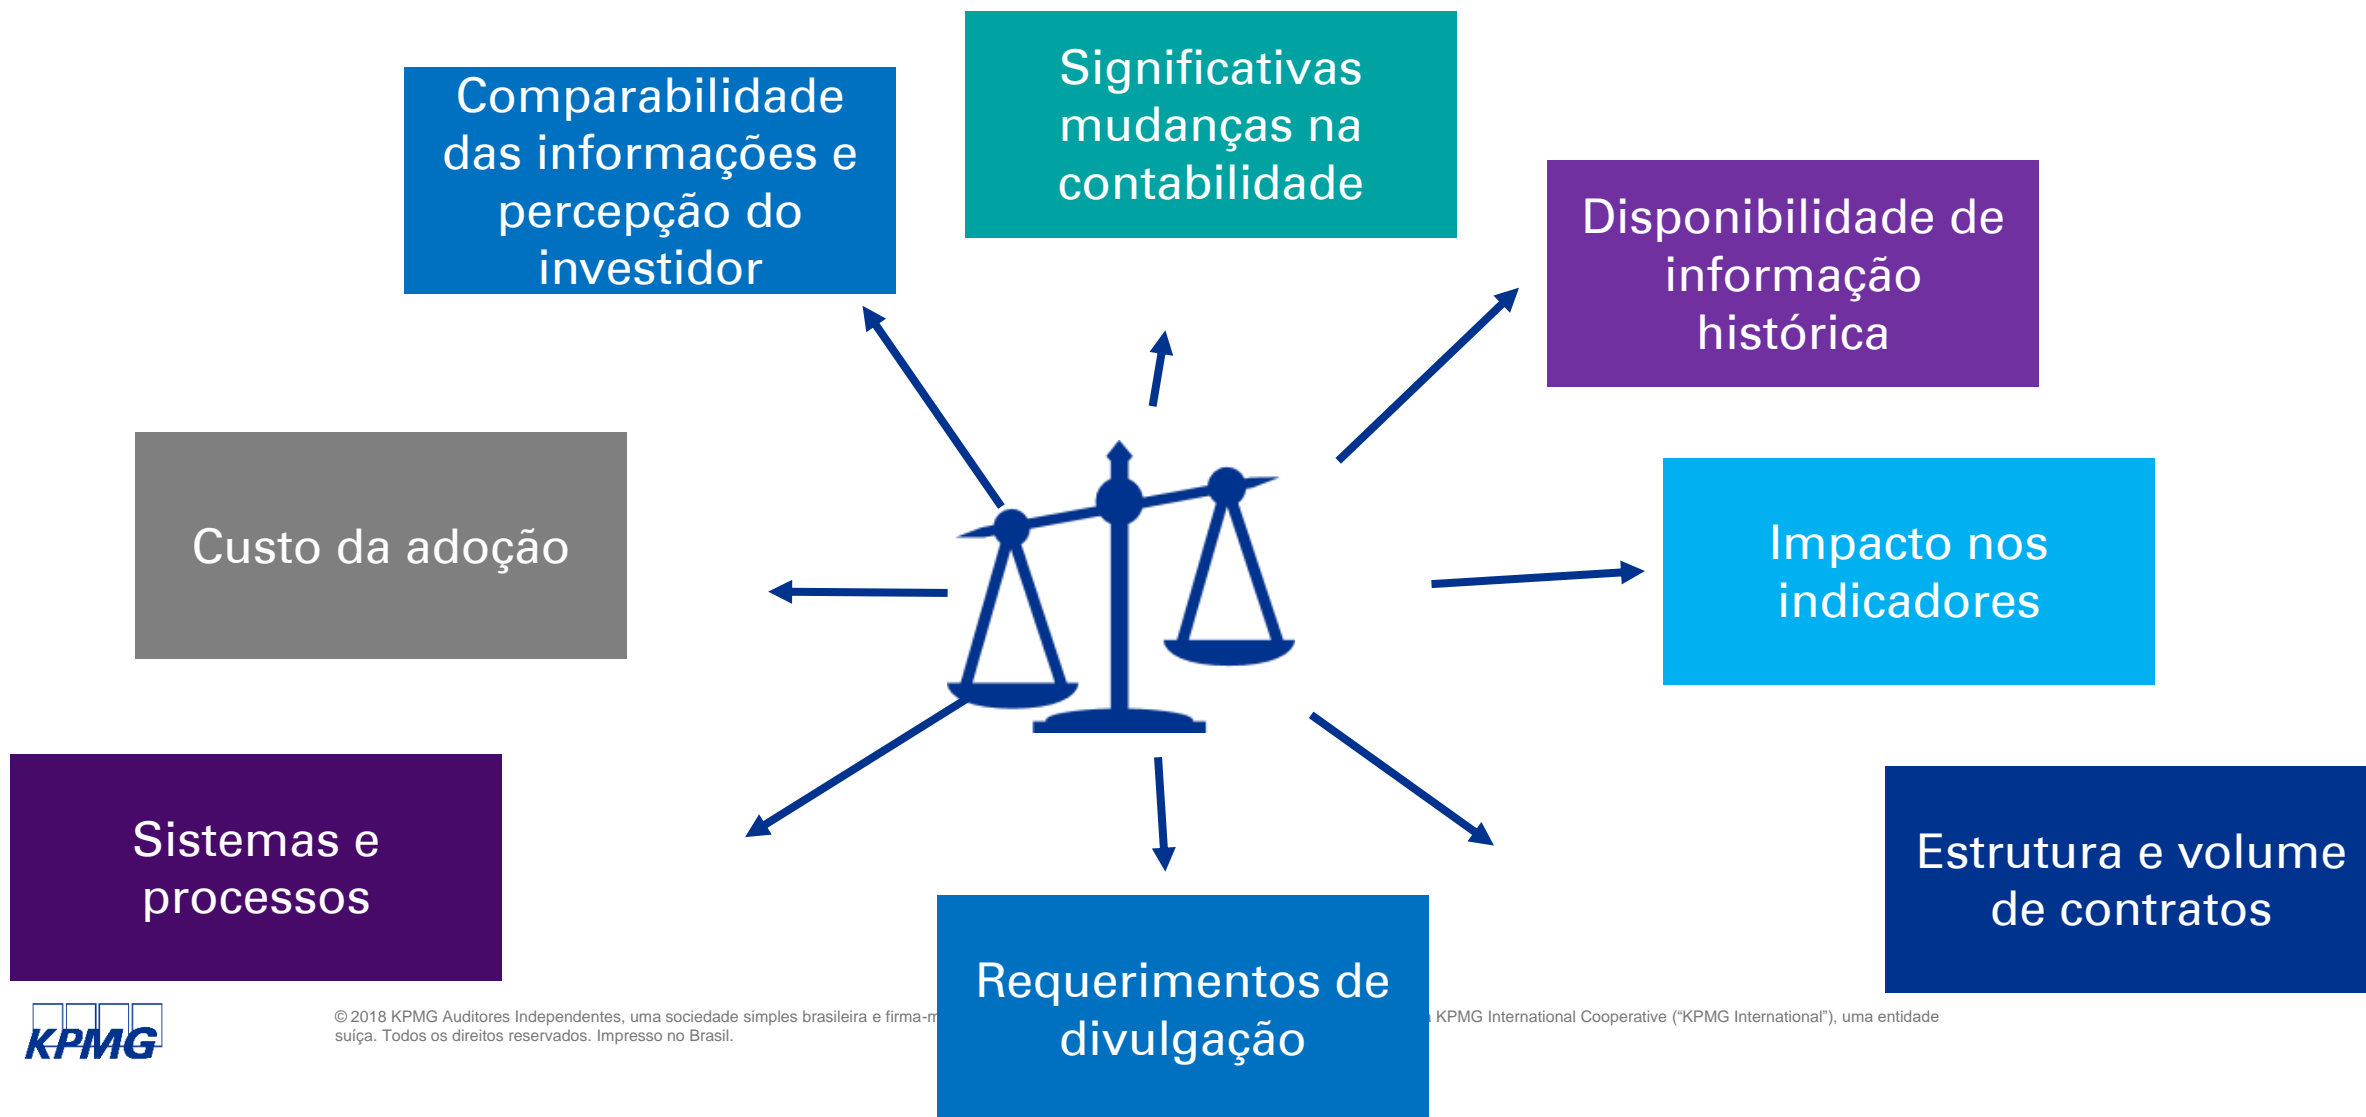 Significativas
mudanças na
contabilidade
Comparabilidade
das informações e
percepção do
investidor
Disponibilidade de
informação
histórica
Custo da adoção
Impacto nos
indicadores
Sistemas e
processos
Estrutura e volume
de contratos
Requerimentos de
divulgação
KPMG
© 2018 KPMG Auditores Independentes, uma sociedade simples brasileira e KPMG International Cooperative (“KPMG International”), uma entidade
suíça. Todos os direitos reservados. Impresso no Brasil.